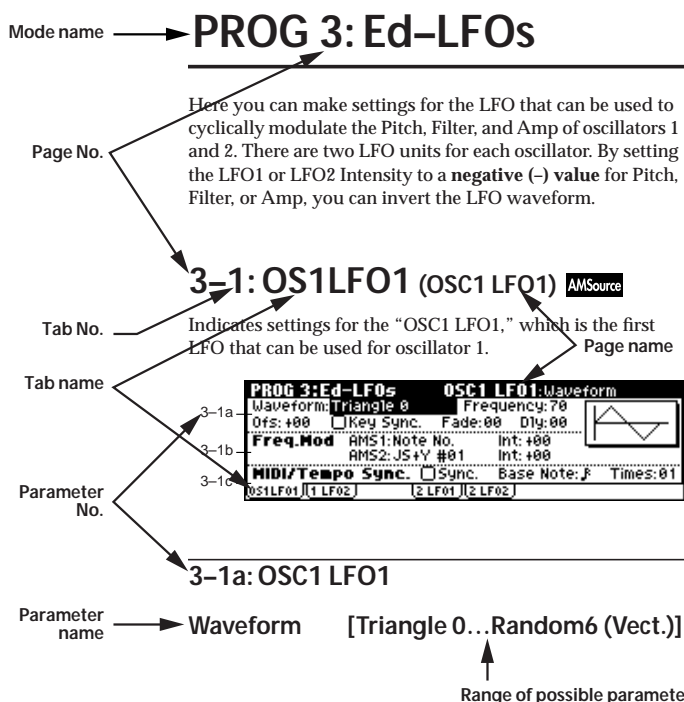 Mode name
PROG 3: Ed–LFOs
Here you can make settings for the LFO that can be used to
cyclically modulate the Pitch, Filter, and Amp of oscillators 1
and 2. There are two LFO units for each oscillator. By setting
the LFO1 or LFO2 Intensity to a negative (–) value for Pitch,
Filter, or Amp, you can invert the LFO waveform.
Page No.
3–1: OS1LFO1 (OSC1 LFO1) AMSource
Tab No.
Indicates settings for the “OSC1 LFO1,” which is the first
LFO that can be used for oscillator 1.
Page name
Tab name
PROG 3:Ed-LFOs OSC1 LFO1:Waveform
3–1a
Waveform:Triangle 0 Frequency:70
Ofs:+00 Key Sync. Fade:00 Dly:00
3–1b
Freq.Mod AMS1:Note No. Int:+00
AMS2:JS+Y #01 Int:+00
3–1c
MIDI/Tempo Sync. Sync. Base Note:♪ Times:01
OS1LFO1 1 LFO2 2 LFO1 2 LFO2
Parameter
No.
3–1a: OSC1 LFO1
Parameter
name
Waveform [Triangle 0…Random6 (Vect.)]
Range of possible paramete